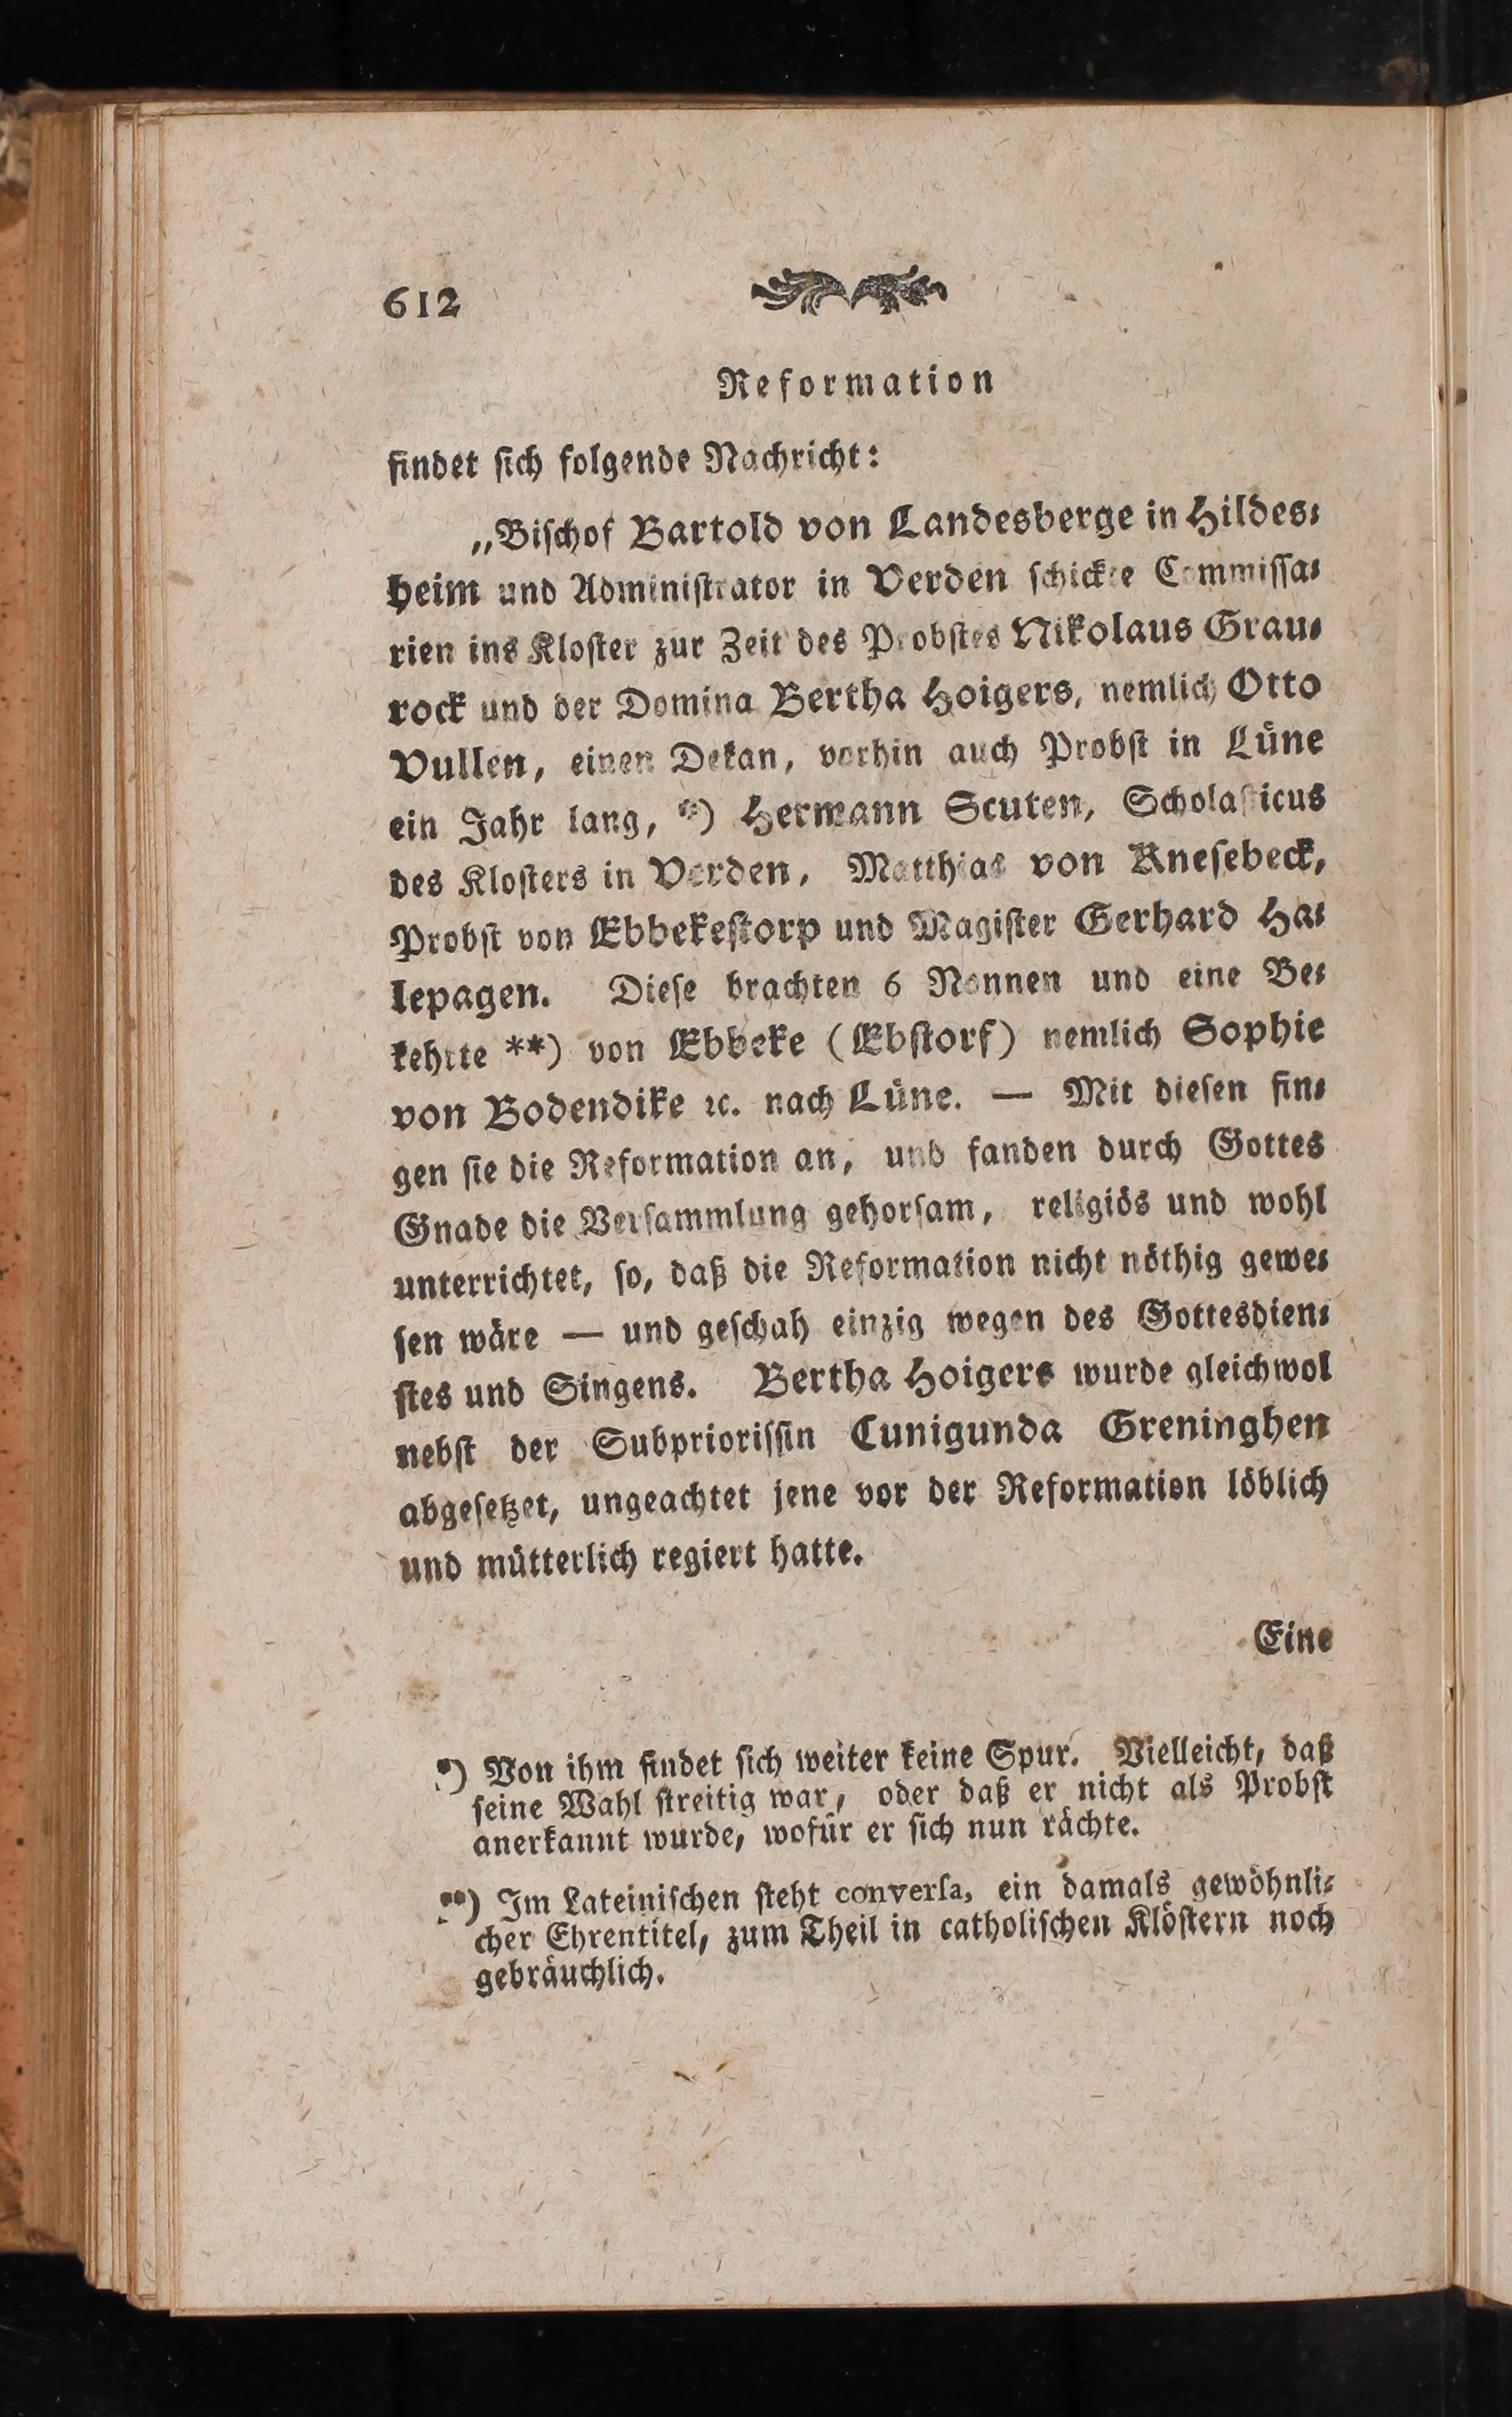 612
Reformation
findet ſich folgende Nachricht:
„Biſchof Bartold von Landesberge in Hildes⸗
heim und Adminiſtrator in Verden ſchickte Commiſſa⸗
rien ins Kloſter zur Zeit des Probſtes Nikolaus Grau⸗
rock und der Domina Bertha Hoigers, nemlich Otto
Vullen, einen Dekan, vorhin auch Probſt in Lüne
ein Jahr lang, *) Hermann Scuten, Scholaſticus
des Kloſters in Verden, Matthias von Kneſebeck,
Probſt von Ebbekeſtorp und Magiſter Gerhard Ha⸗
lepagen. Dieſe brachten 6 Nonnen und eine Be⸗
kehrte **) von Ebbeke (Ebſtorf) nemlich Sophie
von Bodendike ꝛc. nach Lüne. — Mit dieſen fin⸗
gen ſie die Reformation an, und fanden durch Gottes
Gnade die Verſammlung gehorſam, religiös und wohl
unterrichtet, ſo, daß die Reformation nicht nöthig gewe⸗
ſen wäre — und geſchah einzig wegen des Gottesdien⸗
ſtes und Singens. Bertha Hoigers wurde gleichwol
nebſt der Subprioriſſin Cunigunda Greninghen
abgeſetzet, ungeachtet jene vor der Reformation löblich
und mütterlich regiert hatte.
Eine
*) Von ihm findet ſich weiter keine Spur. Vielleicht, daß
ſeine Wahl ſtreitig war, oder daß er nicht als Probſt
anerkannt wurde, wofür er ſich nun rächte.
**) Im Lateiniſchen ſteht converſa, ein damals gewöhnli⸗
cher Ehrentitel, zum Theil in catholiſchen Klöſtern noch
gebräuchlich.